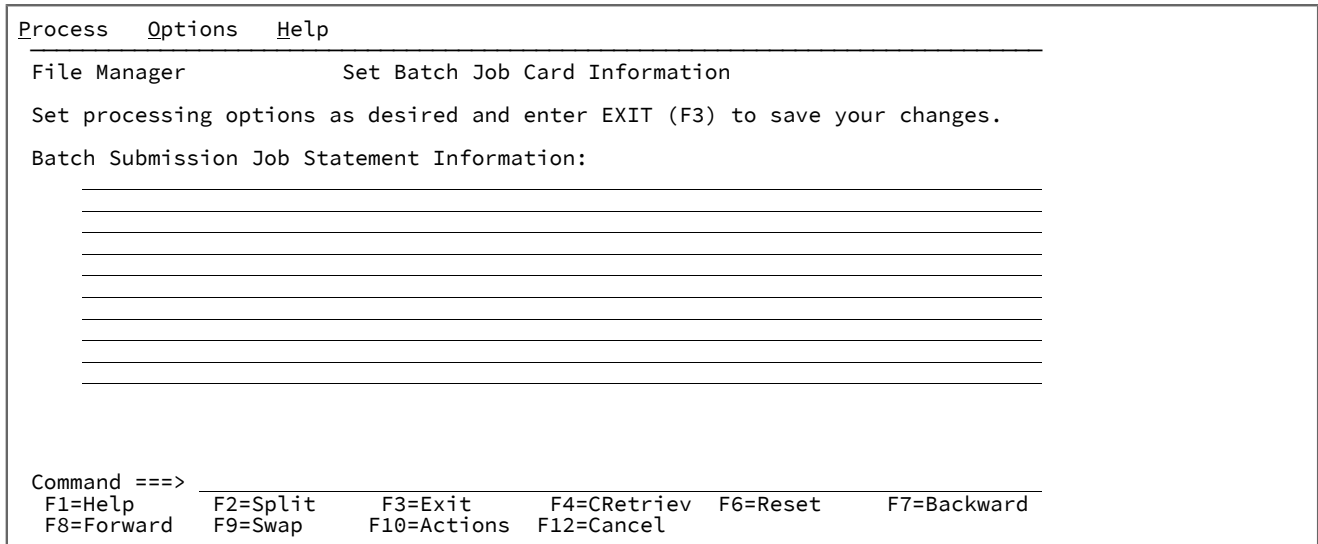 Process   Options   Help
File Manager            Set Batch Job Card Information
Set processing options as desired and enter EXIT (F3) to save your changes.
Batch Submission Job Statement Information:
Command ===>
F1=Help      F2=Split     F3=Exit      F4=CRetriev  F6=Reset     F7=Backward
F8=Forward   F9=Swap     F10=Actions  F12=Cancel